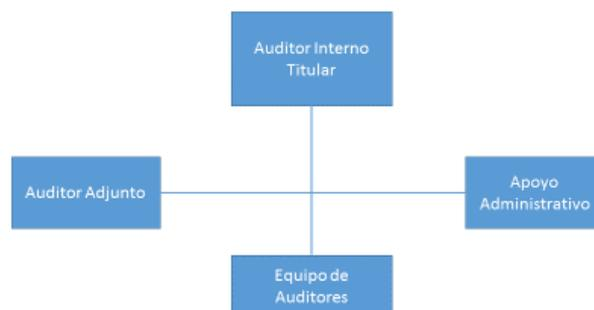 Auditor Interno
Titular
Auditor Adjunto
Apoyo
Administrativo
Equipo de
Auditores